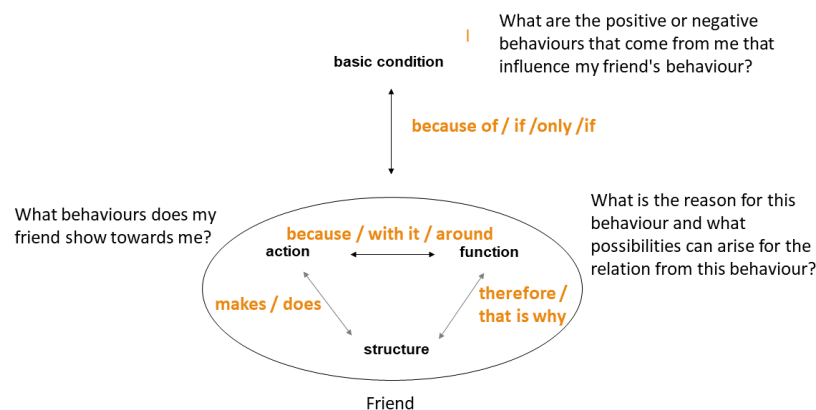 What are the positive or negative
behaviours that come from me that
influence my friend's behaviour?
|
basic condition
because of / if /only /if
What behaviours does my
friend show towards me?
What is the reason for this
behaviour and what
possibilities can arise for the
relation from this behaviour?
because / with it / around
action
function
makes / does
therefore /
that is why
structure
Friend